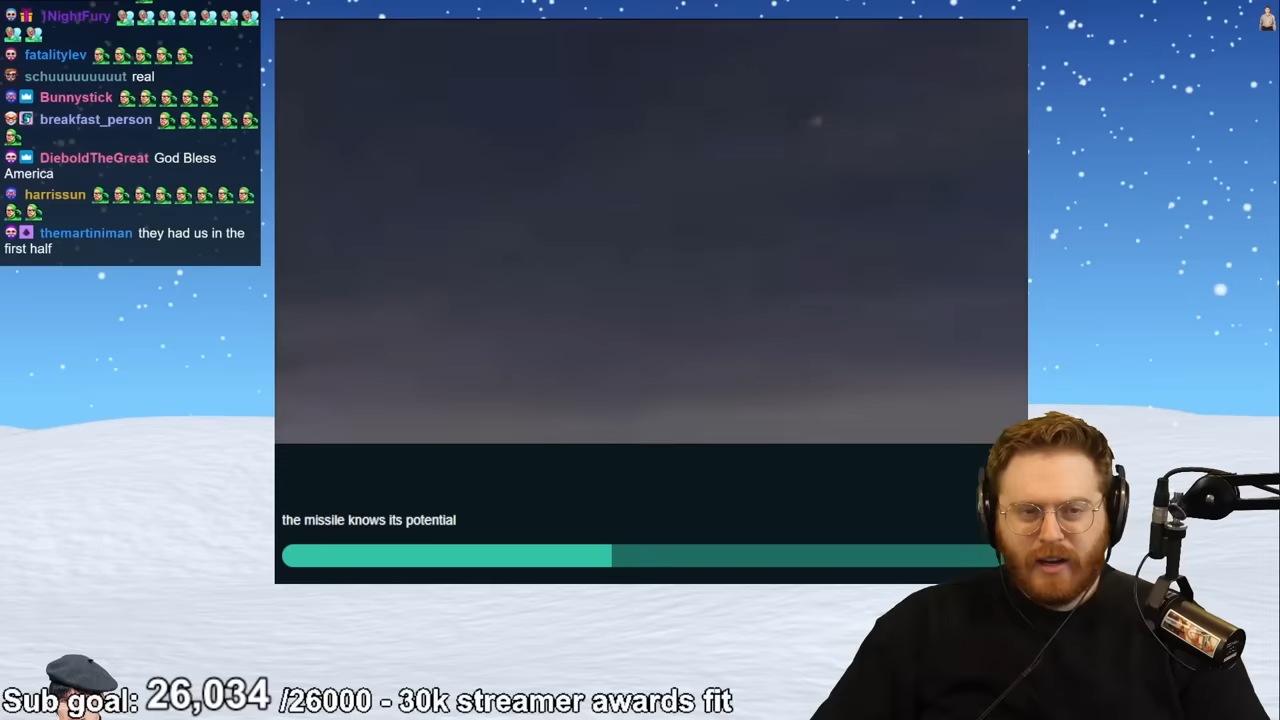 NightFury
fatalitylev
schuuuuuuuuut real
Bunnystick
breakfast_person
DieboldTheGreat God Bless
America
harrissun
themartiniman they had us in the
first half
the missile knows its potential
Sub goal: 26,034 /26000 - 30k streamer awards fit